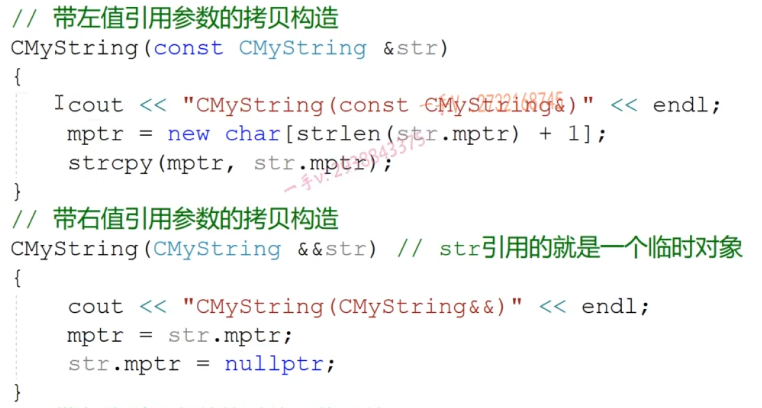 // 带左值引用参数的拷贝构造
CMyString(const CMyString &str)
{
cout << "CMyString(const CMyString&)" << endl;
mptr = new char[strlen(str.mptr) + 1];
strcpy(mptr, str.mptr);
}
// 带右值引用参数的拷贝构造
CMyString(CMyString &&str) // str引用的就是一个临时对象
{
cout << "CMyString(CMyString&&)" << endl;
mptr = str.mptr;
str.mptr = nullptr;
}